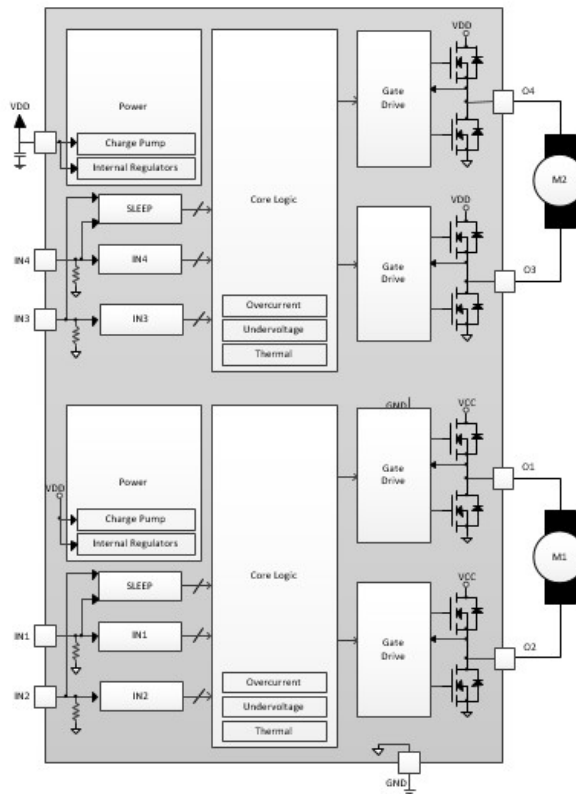 VDD
O4
Power
Gate
Drive
VDD
M2
Charge Pump
Internal Regulators
Core Logic
SLEEP
VDD
IN4
IN4
Gate
Drive
O3
IN3
IN3
Overcurrent
Undervoltage
Thermal
GND
VCC
Power
Gate
Drive
O1
VDD
Charge Pump
Internal Regulators
M1
Core Logic
SLEEP
VCC
IN1
IN1
Gate
Drive
O2
IN2
IN2
Overcurrent
Undervoltage
Thermal
GND